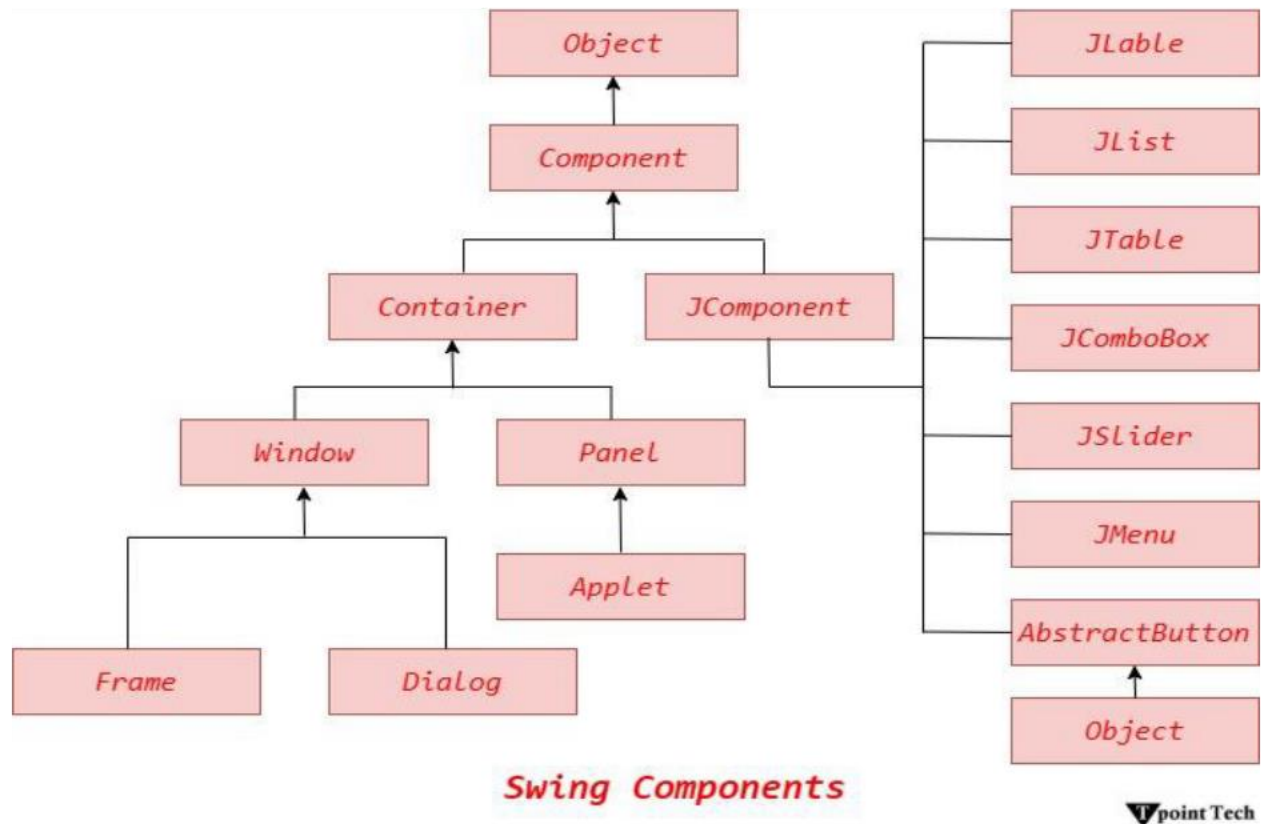 Object
Component
Container
JComponent
Window
Panel
Applet
Frame
Dialog
JLable
JList
JTable
JComboBox
JSlider
JMenu
AbstractButton
Object
Swing Components
Tpoint Tech